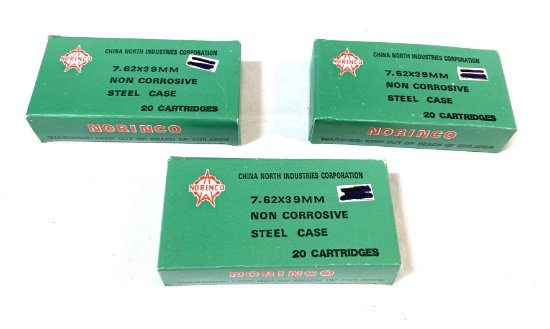 NORINCO
CHINA NORTH INDUSTRIES CORPORATION
7.62X39MM
NON CORROSIVE
STEEL CASE
20 CARTRIDGES
NORINCO
WARNING: KEEP OUT OF REACH OF CHILDREN
NORINCO
CHINA NORTH INDUSTRIES CORPORATION
7.62X39MM
NON CORROSIVE
STEEL CASE
20 CARTRIDGES
NORINCO
WARNING: KEEP OUT OF REACH OF CHILDREN
NORINCO
CHINA NORTH INDUSTRIES CORPORATION
7.62X39MM
NON CORROSIVE
STEEL CASE
20 CARTRIDGES
NORINCO
WARNING: KEEP OUT OF REACH OF CHILDREN